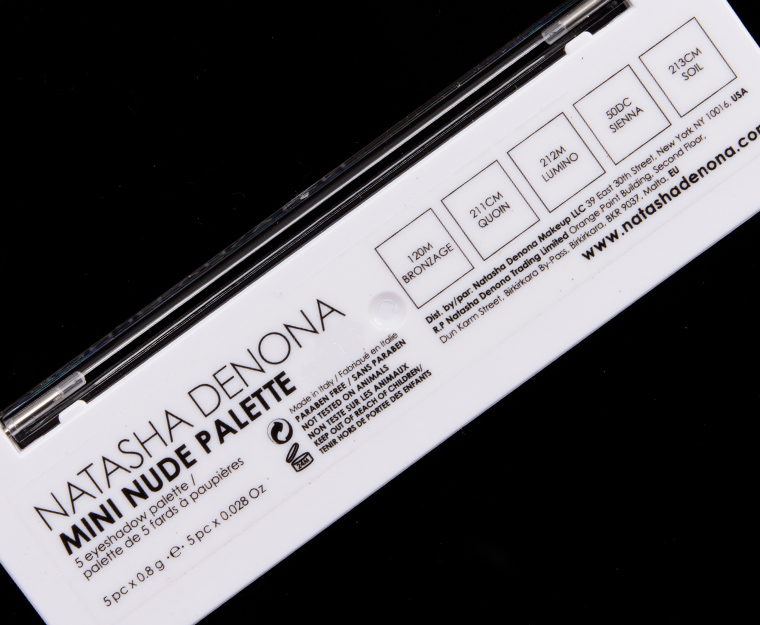 NATASHA DENONA
MINI NUDE PALETTE
5 eyeshadow palette /
palette de 5 fards à paupières
5 pc x 0.8 g ·e· 5 pc x 0.028 Oz
Made in Italy / Fabriqué en Italie
PARABEN FREE / SANS PARABEN
NOT TESTED ON ANIMALS
NON TESTE SUR LES ANIMAUX
KEEP OUT OF REACH OF CHILDREN/
TENIR HORS DE PORTEE DES ENFANTS
24M
120M
BRONZAGE
211CM
QUOIN
212M
LUMINO
50DC
SIENNA
213CM
SOIL
Dist. by/par: Natasha Denona Makeup LLC 39 East 30th Street, New York NY 10016, USA
R.P Natasha Denona Trading Limited Orange Point Building, Second Floor,
Dun Karm Street, Birkirkara By-Pass, Birkirkara, BKR 9037, Malta, EU
www.natashadenona.com